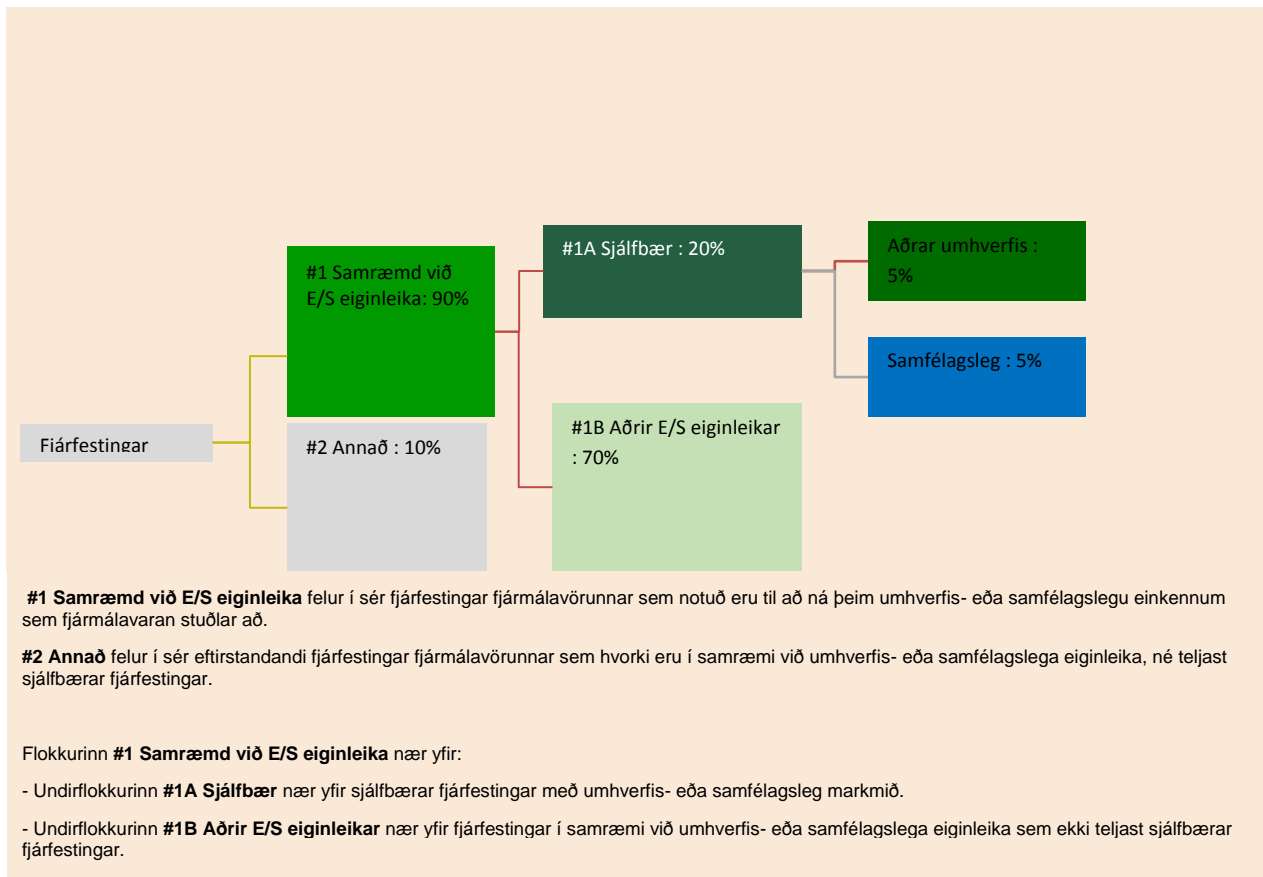 #1A Sjálfbær : 20%
Aðrar umhverfis :
5%
#1 Samræmd við
E/S eiginleika: 90%
Samfélagsleg : 5%
#1B Aðrir E/S eiginleikar
: 70%
Fjárfestingar
#2 Annað : 10%
#1 Samræmd við E/S eiginleika felur í sér fjárfestingar fjármálavörunnar sem notuð eru til að ná þeim umhverfis- eða samfélagslegu einkennum
sem fjármálavaran stuðlar að.
#2 Annað felur í sér eftirstandandi fjárfestingar fjármálavörunnar sem hvorki eru í samræmi við umhverfis- eða samfélagslega eiginleika, né teljast
sjálfbærar fjárfestingar.
Flokkurinn #1 Samræmd við E/S eiginleika nær yfir:
- Undirflokkurinn #1A Sjálfbær nær yfir sjálfbærar fjárfestingar með umhverfis- eða samfélagsleg markmið.
- Undirflokkurinn #1B Aðrir E/S eiginleikar nær yfir fjárfestingar í samræmi við umhverfis- eða samfélagslega eiginleika sem ekki teljast sjálfbærar
fjárfestingar.